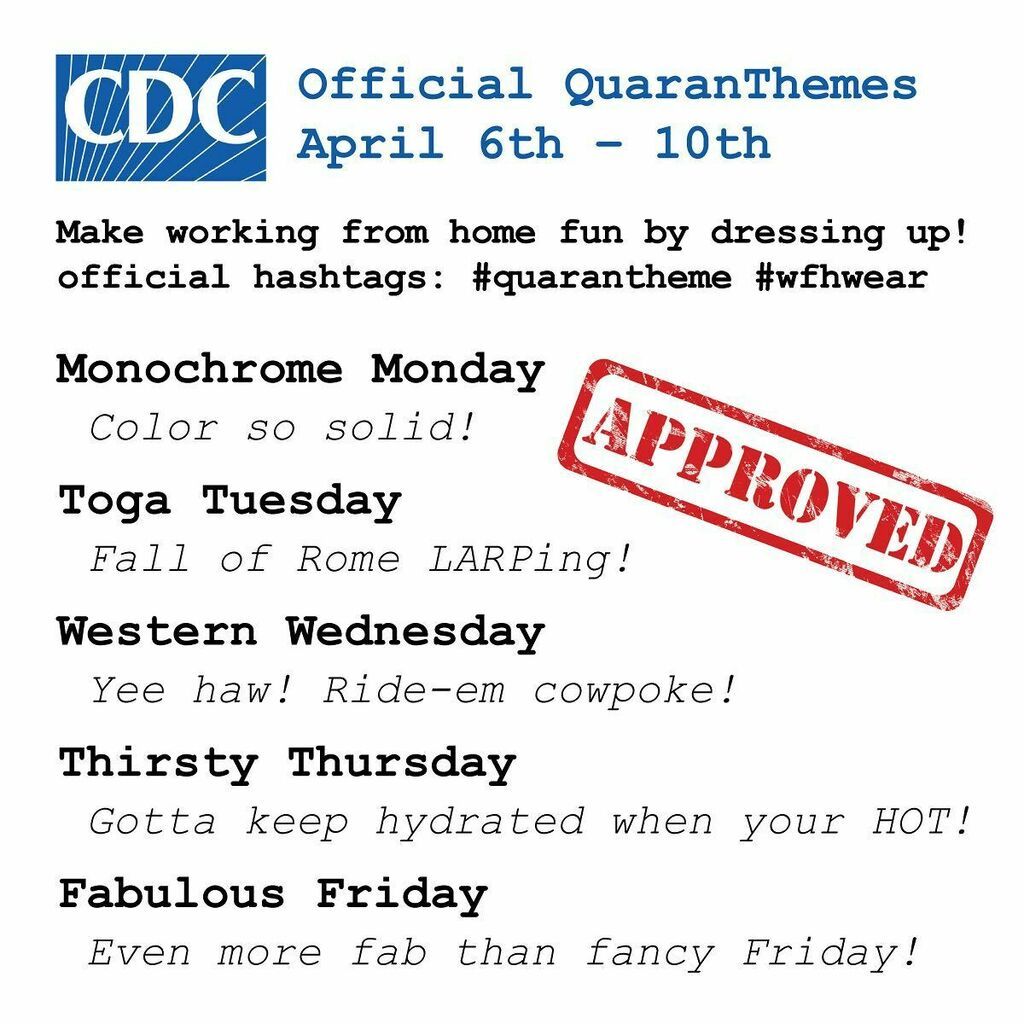 CDC
Official QuaranThemes
April 6th – 10th
Make working from home fun by dressing up!
official hashtags: #quarantheme #wfhwear
Monochrome Monday
Color so solid!
APPROVED
Toga Tuesday
Fall of Rome LARPing!
Western Wednesday
Yee haw! Ride-em cowpoke!
Thirsty Thursday
Gotta keep hydrated when your HOT!
Fabulous Friday
Even more fab than fancy Friday!